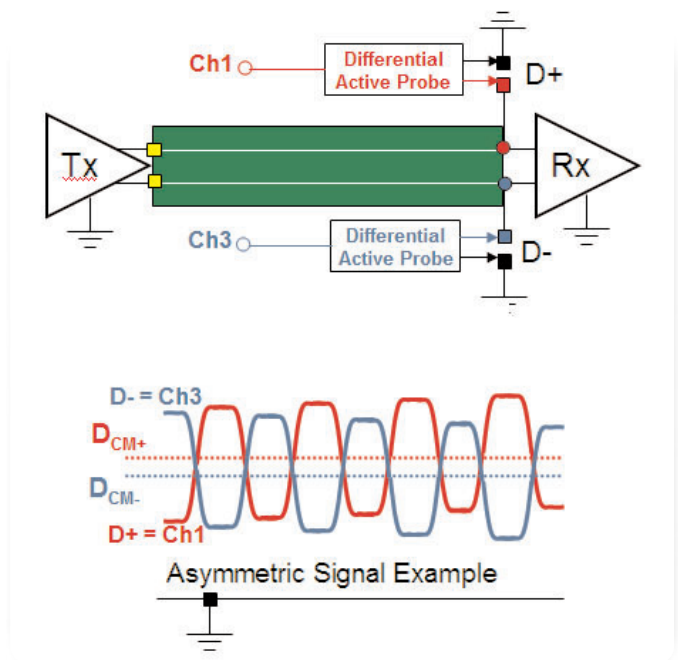 Ch1
Differential
Active Probe
D+
Tx
Rx
Ch3
Differential
Active Probe
D-
D- = Ch3
DCM+
DCM-
D+ = Ch1
Asymmetric Signal Example